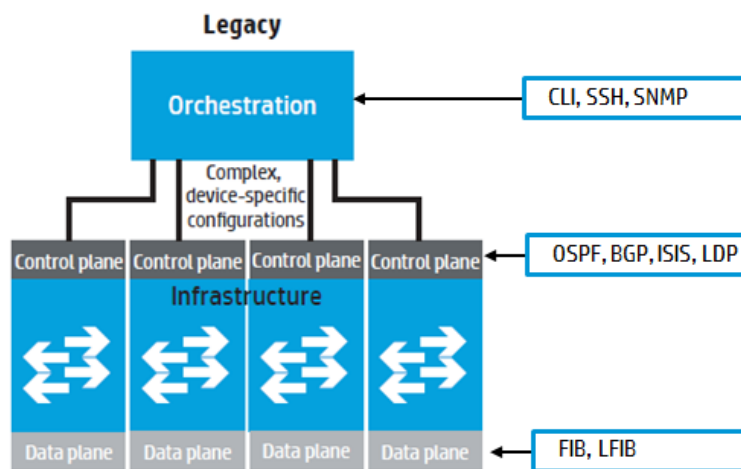 Legacy
Orchestration
CLI, SSH, SNMP
Complex,
device-specific
configurations
Control plane Control plane Control plane Control plane
OSPF, BGP, ISIS, LDP
Infrastructure
Data plane Data plane Data plane Data plane
FIB, LFIB